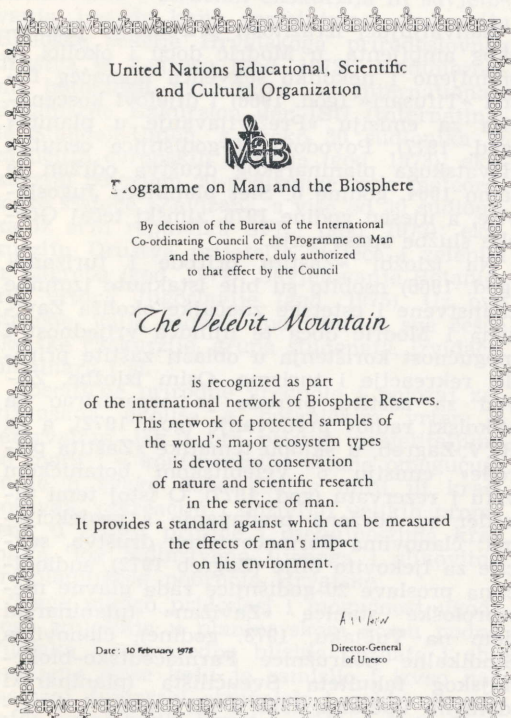 United Nations Educational, Scientific
and Cultural Organization
MaB
Programme on Man and the Biosphere
By decision of the Bureau of the International
Co-ordinating Council of the Programme on Man
and the Biosphere, duly authorized
to that effect by the Council
The Velebit Mountain
is recognized as part
of the international network of Biosphere Reserves.
This network of protected samples of
the world's major ecosystem types
is devoted to conservation
of nature and scientific research
in the service of man.
It provides a standard against which can be measured
the effects of man's impact
on his environment.
Date: 10 February 1978
Director-General
of Unesco